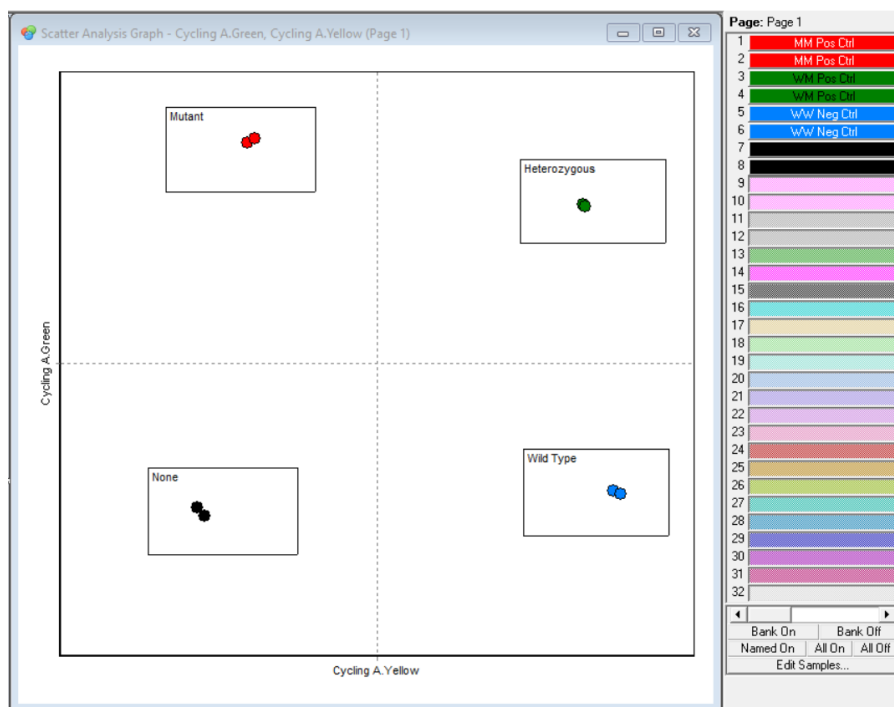 Scatter Analysis Graph - Cycling A.Green, Cycling A.Yellow (Page 1)
Mutant
Heterozygous
Cycling A.Green
None
Wild Type
Cycling A.Yellow
Page: Page 1
1 MM Pos Ctrl
2 MM Pos Ctrl
3 WM Pos Ctrl
4 WM Pos Ctrl
5 WW Neg Ctrl
6 WW Neg Ctrl
7
8
9
10
11
12
13
14
15
16
17
18
19
20
21
22
23
24
25
26
27
28
29
30
31
32
Bank On Bank Off
Named On All On All Off
Edit Samples...